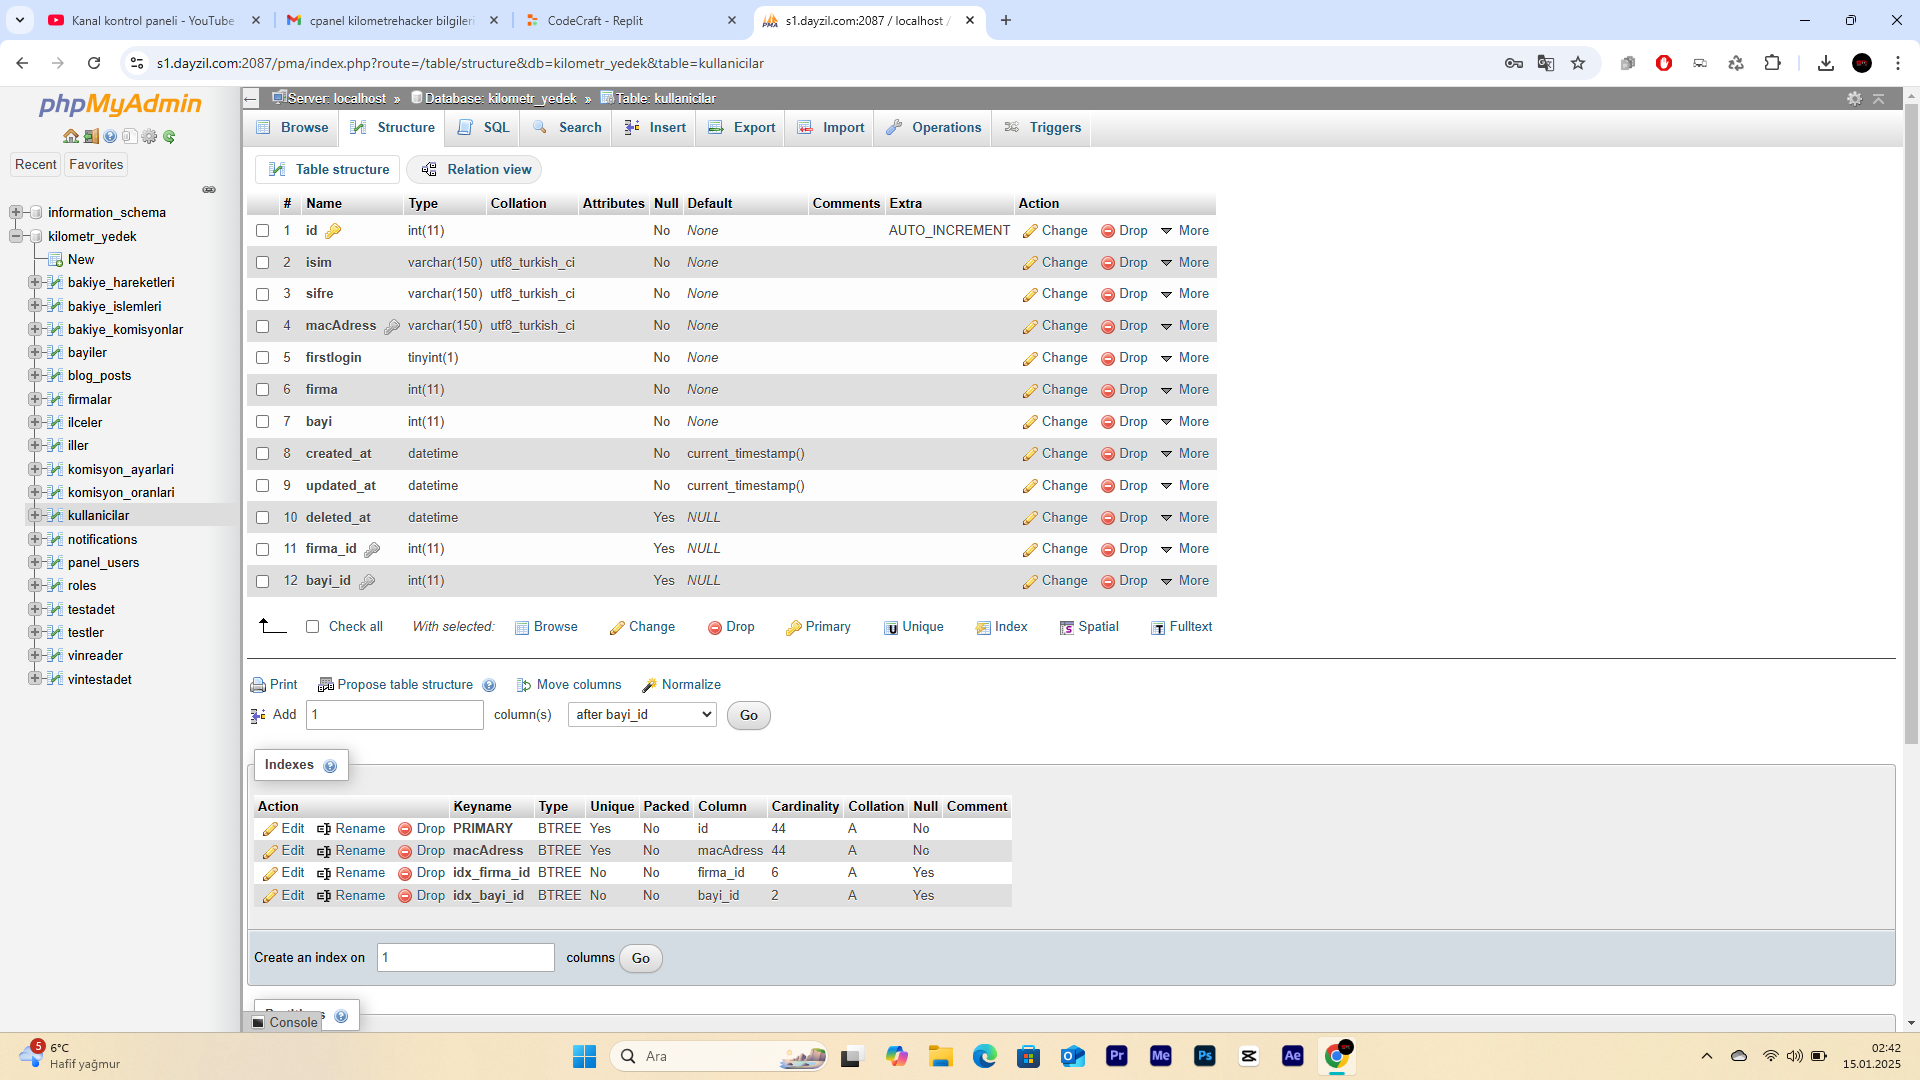 Kanal kontrol paneli - YouTube
cpanel kilometrehacker bilgileri
CodeCraft - Replit
s1.dayzil.com:2087 / localhost /
s1.dayzil.com:2087/pma/index.php?route=/table/structure&db=kilometr_yedek&table=kullanicilar
phpMyAdmin
Recent
Favorites
information_schema
kilometr_yedek
New
bakiye_hareketleri
bakiye_islemleri
bakiye_komisyonlar
bayiler
blog_posts
firmalar
ilceler
iller
komisyon_ayarlari
komisyon_oranlari
kullanicilar
notifications
panel_users
roles
testadet
testler
vinreader
vintestadet
Server: localhost » Database: kilometr_yedek » Table: kullanicilar
Browse Structure SQL Search Insert Export Import Operations Triggers
Table structure Relation view
# Name Type Collation Attributes Null Default Comments Extra Action
1 id int(11) No None AUTO_INCREMENT Change Drop More
2 isim varchar(150) utf8_turkish_ci No None Change Drop More
3 sifre varchar(150) utf8_turkish_ci No None Change Drop More
4 macAdress varchar(150) utf8_turkish_ci No None Change Drop More
5 firstlogin tinyint(1) No None Change Drop More
6 firma int(11) No None Change Drop More
7 bayi int(11) No None Change Drop More
8 created_at datetime No current_timestamp() Change Drop More
9 updated_at datetime No current_timestamp() Change Drop More
10 deleted_at datetime Yes NULL Change Drop More
11 firma_id int(11) Yes NULL Change Drop More
12 bayi_id int(11) Yes NULL Change Drop More
Check all With selected: Browse Change Drop Primary Unique Index Spatial Fulltext
Print Propose table structure Move columns Normalize
Add 1 column(s) after bayi_id Go
Indexes
Action Keyname Type Unique Packed Column Cardinality Collation Null Comment
Edit Rename Drop PRIMARY BTREE Yes No id 44 A No
Edit Rename Drop macAdress BTREE Yes No macAdress 44 A No
Edit Rename Drop idx_firma_id BTREE No No firma_id 6 A Yes
Edit Rename Drop idx_bayi_id BTREE No No bayi_id 2 A Yes
Create an index on 1 columns Go
Console
5
6°C
Hafif yağmur
Ara
Pr
Me
Ps
Ae
02:42
15.01.2025